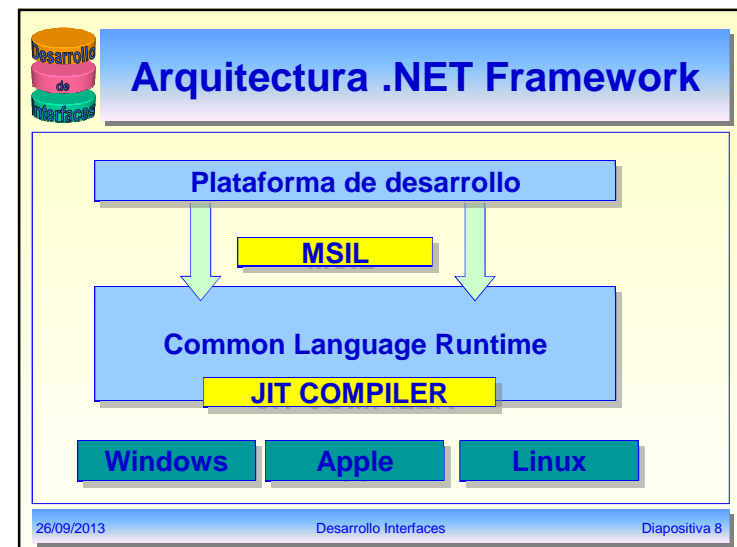 Desarrollo
de
Interfaces
Arquitectura .NET Framework
Plataforma de desarrollo
MSIL
Common Language Runtime
JIT COMPILER
Windows
Apple
Linux
26/09/2013
Desarrollo Interfaces
Diapositiva 8